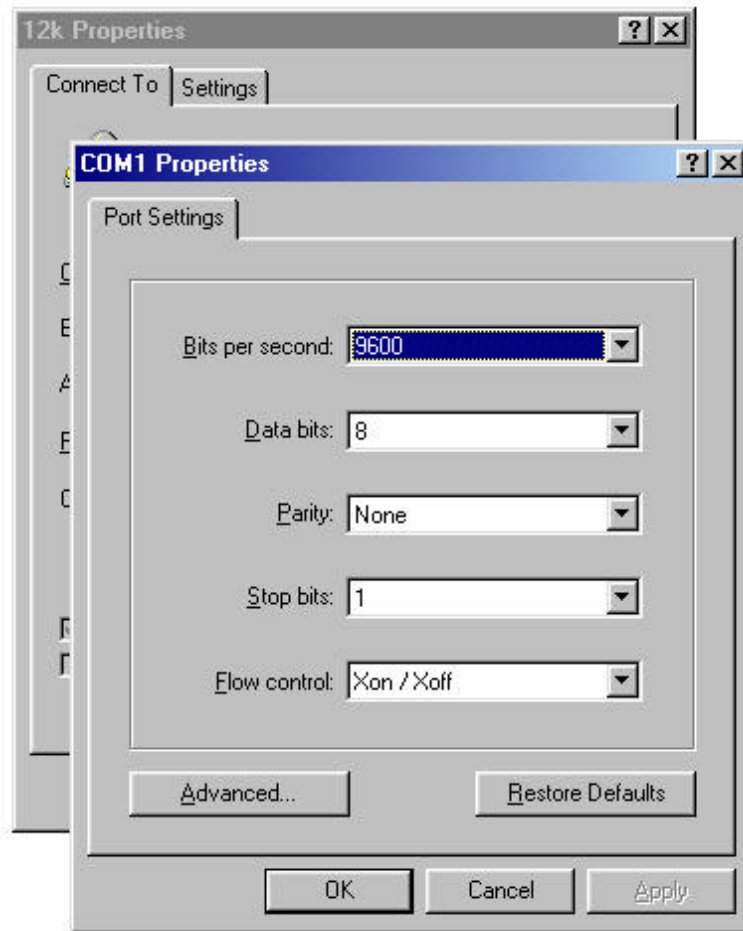 12k Properties
Connect To Settings
COM1 Properties
Port Settings
Bits per second: 9600
Data bits: 8
Parity: None
Stop bits: 1
Flow control: Xon / Xoff
Advanced... Restore Defaults
OK Cancel Apply